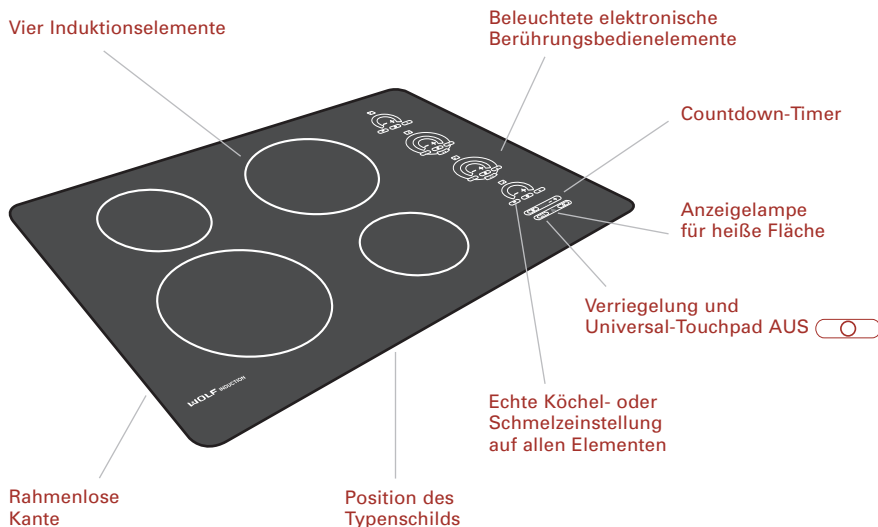 Vier Induktionselemente
Beleuchtete elektronische
Berührungsbedienelemente
Countdown-Timer
Anzeigelampe
für heiße Fläche
Verriegelung und
Universal-Touchpad AUS
Echte Köchel- oder
Schmelzeinstellung
auf allen Elementen
WOLF INDUCTION
Rahmenlose
Kante
Position des
Typenschilds